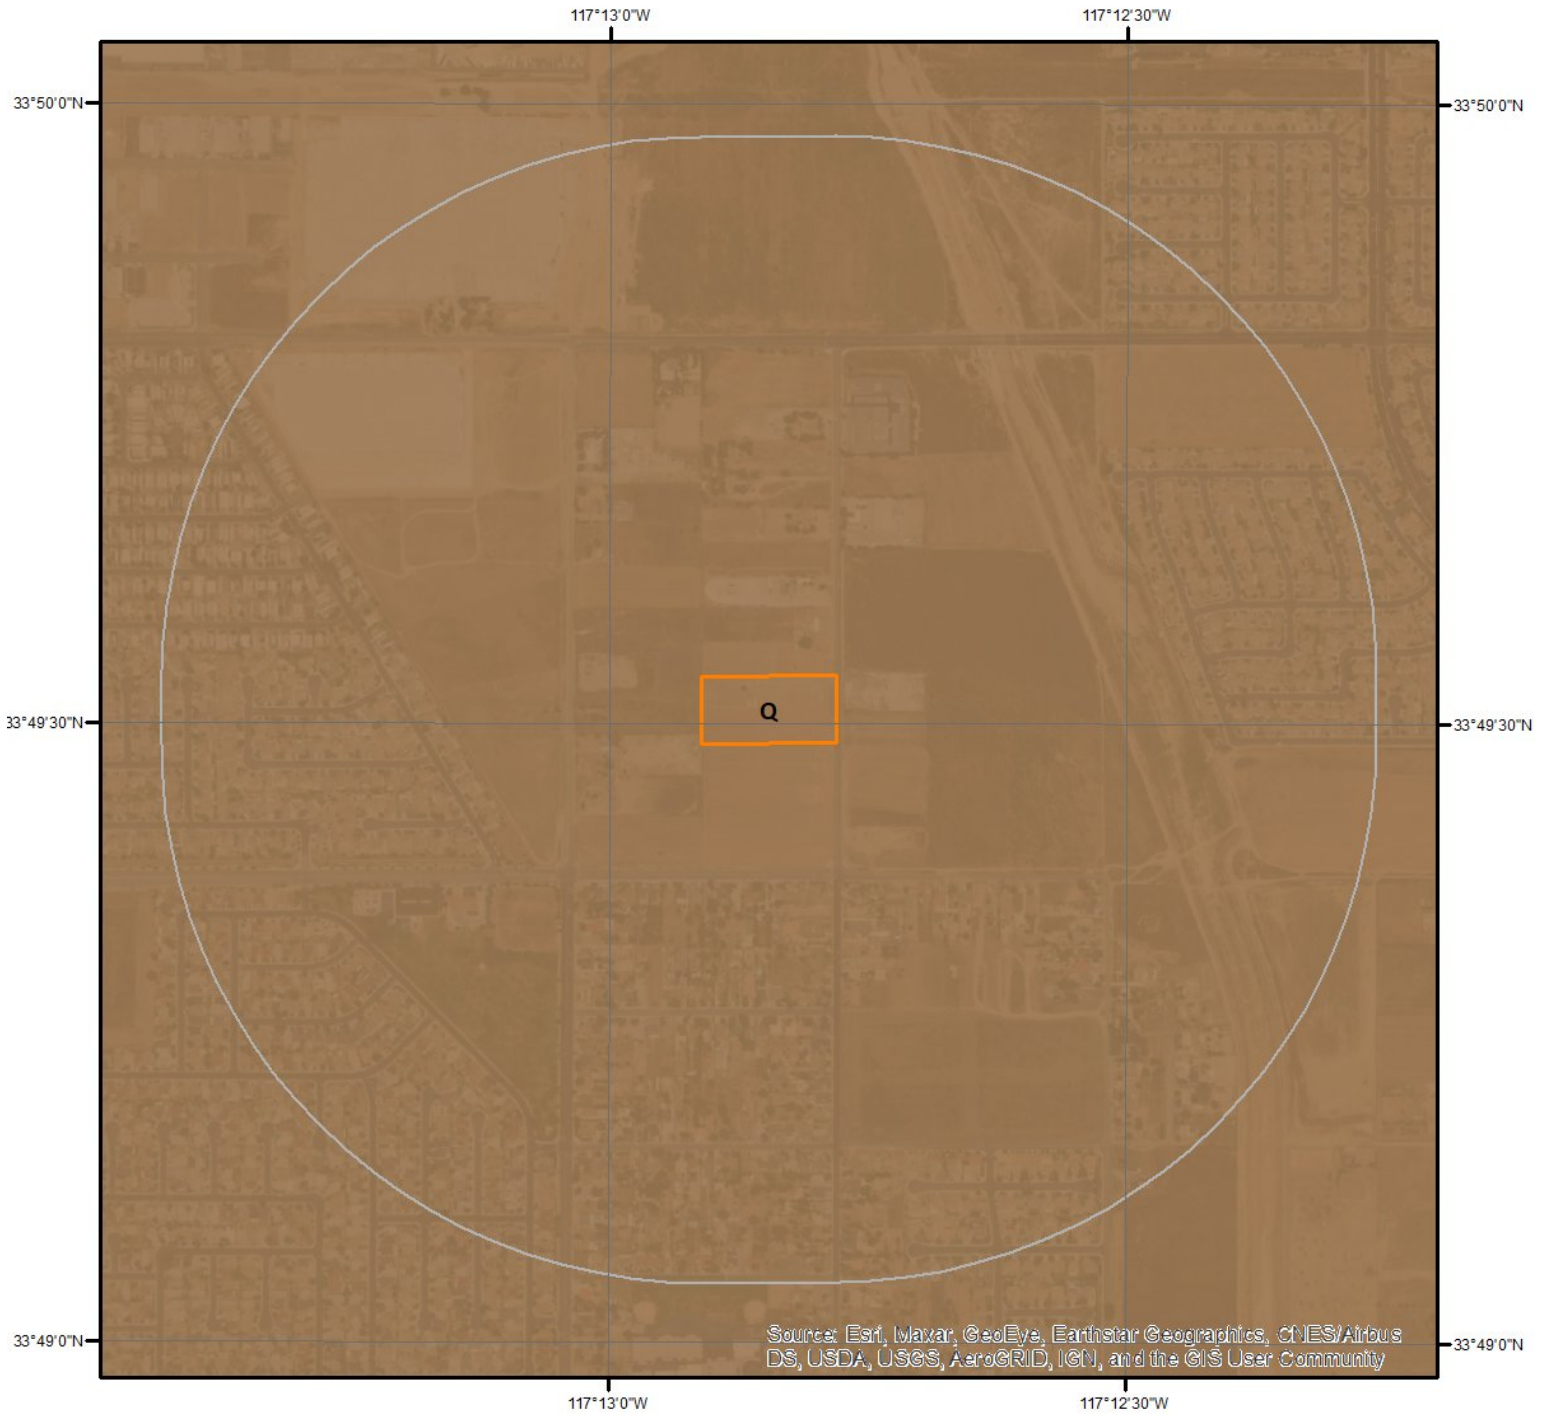 117°13'0"W 117°12'30"W
33°50'0"N 33°50'0"N
Q
33°49'30"N 33°49'30"N
Source: Esri, Maxar, GeoEye, Earthstar Geographics, CNES/Airbus
DS, USDA, USGS, AeroGRID, IGN, and the GIS User Community
33°49'0"N 33°49'0"N
117°13'0"W 117°12'30"W